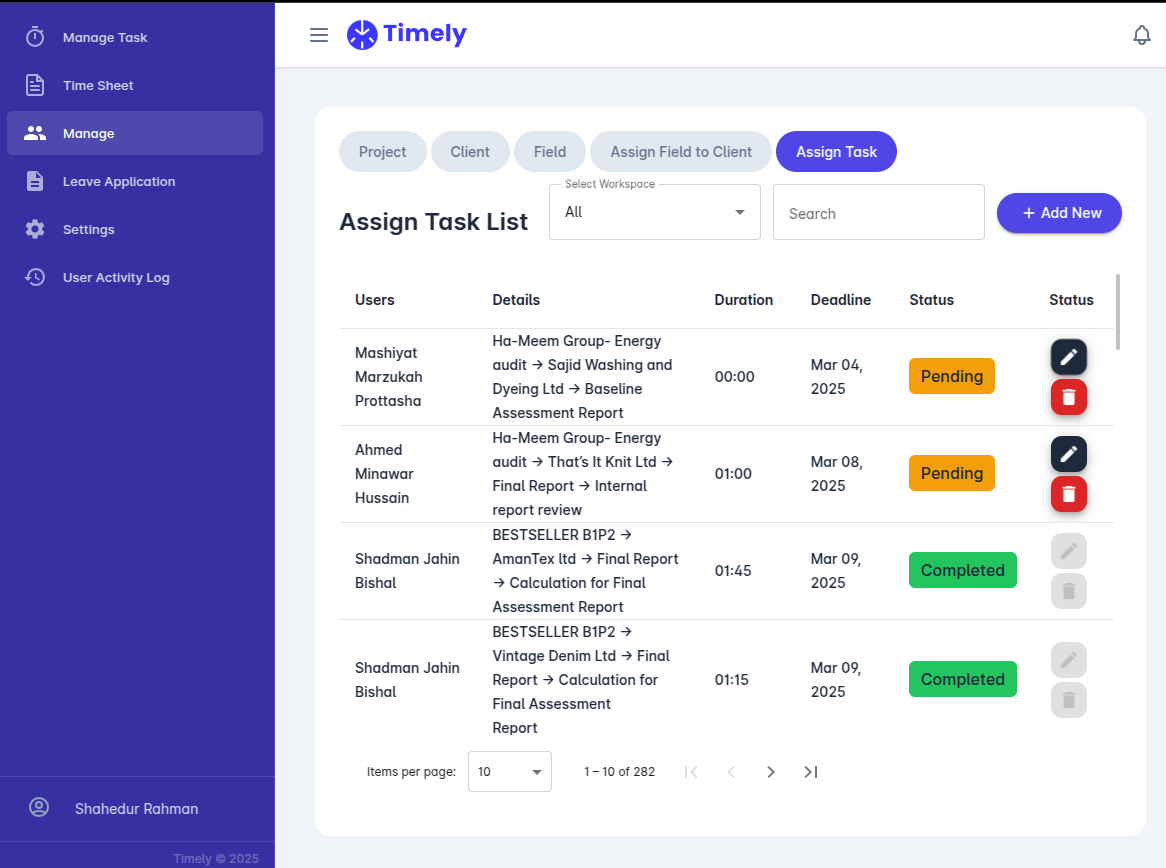 Manage Task
Time Sheet
Manage
Leave Application
Settings
User Activity Log
Shahedur Rahman
Timely © 2025
Timely
Project
Client
Field
Assign Field to Client
Assign Task
Assign Task List
Select Workspace
All
Search
+ Add New
Users Details Duration Deadline Status Status
Mashiyat
Marzukah
Prottasha
Ha-Meem Group- Energy
audit → Sajid Washing and
Dyeing Ltd → Baseline
Assessment Report
00:00
Mar 04,
2025
Pending
Ahmed
Minawar
Hussain
Ha-Meem Group- Energy
audit → That's It Knit Ltd →
Final Report → Internal
report review
01:00
Mar 08,
2025
Pending
Shadman Jahin
Bishal
BESTSELLER B1P2 →
AmanTex ltd → Final Report
→ Calculation for Final
Assessment Report
01:45
Mar 09,
2025
Completed
Shadman Jahin
Bishal
BESTSELLER B1P2 →
Vintage Denim Ltd → Final
Report → Calculation for
Final Assessment
Report
01:15
Mar 09,
2025
Completed
Items per page: 10 1 – 10 of 282